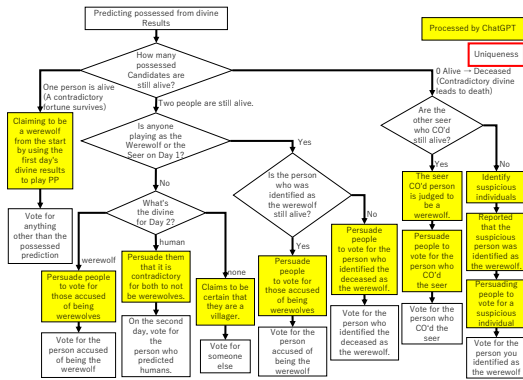 Predicting possessed from divine
Results
Processed by ChatGPT
Uniqueness
How many
possessed
Candidates are
still alive?
0 Alive → Deceased
(Contradictory divine
leads to death)
One person is alive
(A contradictory
fortune survives)
Two people are still alive.
Claiming to be
a werewolf
from the start
by using the
first day's
divine results
to play PP
Is anyone
playing as the
Werewolf or the
Seer on Day 1?
Are the
other seer
who CO'd
still alive?
Yes
No
Yes
No
Vote for
anything
other than the
possessed
prediction
What's
the divine
for Day 2?
Is the person
who was
identified as
the werewolf
still alive?
The seer
CO'd person
is judged to
be a
werewolf.
Identify
suspicious
individuals
No
Yes
werewolf
human
none
Persuade people
to vote for
those accused
of being
werewolves
Persuade them
that it is
contradictory
for both to not
be werewolves.
Claims to be
certain that
they are a
villager.
Persuade
people
to vote for
those accused
of being
werewolves
Persuade people
to vote for the
person who
identified the
deceased as
the werewolf.
Persuade
people to
vote for the
person who
CO'd
the seer
Reported that
the suspicious
person was
identified as
the werewolf.
Persuading
people to
vote for a
suspicious
individual
Vote for the
person accused
of being the
werewolf
On the second
day, vote for
the
person who
predicted
humans.
Vote for
someone
else
Vote for the
person
accused of
being the
werewolf
Vote for the
person who
identified the
deceased as
the werewolf.
Vote for the
person who
CO'd the
seer
Vote for the
person you
identified as
the werewolf